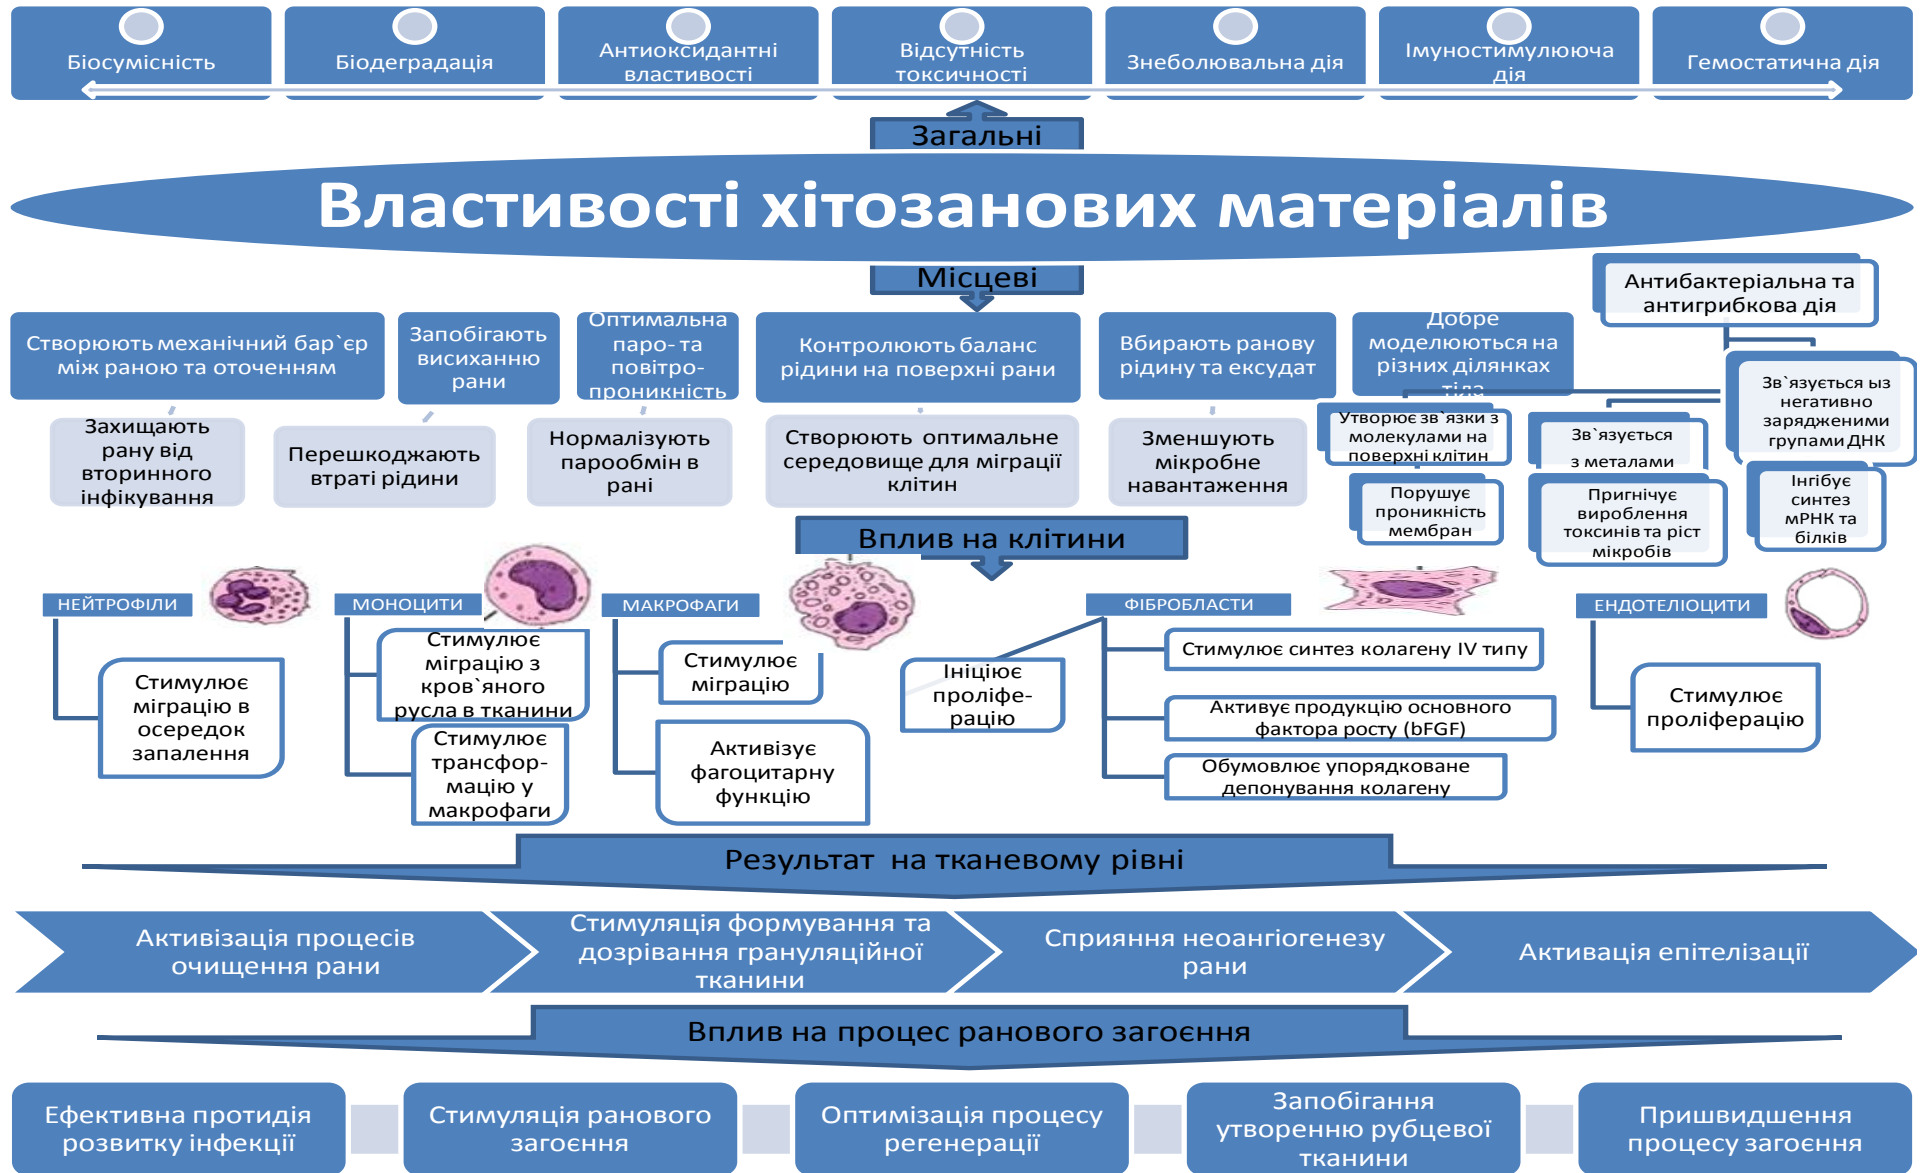 Біосумісність
Біодеградація
Антиоксидантні
властивості
Відсутність
токсичності
Знеболювальна дія
Імуностимулююча
дія
Гемостатична дія
Загальні
Властивості хітозанових матеріалів
Місцеві
Створюють механічний бар`єр
між раною та оточенням
Запобігають
висиханню
рани
Оптимальна
паро- та
повітро-
проникність
Контролюють баланс
рідини на поверхні рани
Вбирають ранову
рідину та ексудат
Добре
моделюються на
різних ділянках
тіла
Антибактеріальна та
антигрибкова дія
Захищають
рану від
вторинного
інфікування
Перешкоджають
втраті рідини
Нормалізують
парообмін в
рані
Створюють оптимальне
середовище для міграції
клітин
Зменшують
мікробне
навантаження
Утворює зв`язки з
молекулами на
поверхні клітин
Порушує
проникність
мембран
Зв`язується
з металами
Пригнічує
вироблення
токсинів та ріст
мікробів
Зв`язується ыз
негативно
зарядженими
групами ДНК
Інгібує
синтез
мРНК та
білків
Вплив на клітини
НЕЙТРОФІЛИ
Стимулює
міграцію в
осередок
запалення
МОНОЦИТИ
Стимулює
міграцію з
кров`яного
русла в тканини
Стимулює
трансфор-
мацію у
макрофаги
МАКРОФАГИ
Стимулює
міграцію
Активізує
фагоцитарну
функцію
ФІБРОБЛАСТИ
Ініціює
проліфе-
рацію
Стимулює синтез колагену IV типу
Активує продукцію основного
фактора росту (bFGF)
Обумовлює упорядковане
депонування колагену
ЕНДОТЕЛІОЦИТИ
Стимулює
проліферацію
Результат на тканевому рівні
Активізація процесів
очищення рани
Стимуляція формування та
дозрівання грануляційної
тканини
Сприяння неоангіогенезу
рани
Активація епітелізації
Вплив на процес ранового загоєння
Ефективна протидія
розвитку інфекції
Стимуляція ранового
загоєння
Оптимізація процесу
регенерації
Запобігання
утворенню рубцевої
тканини
Пришвидшення
процесу загоєння